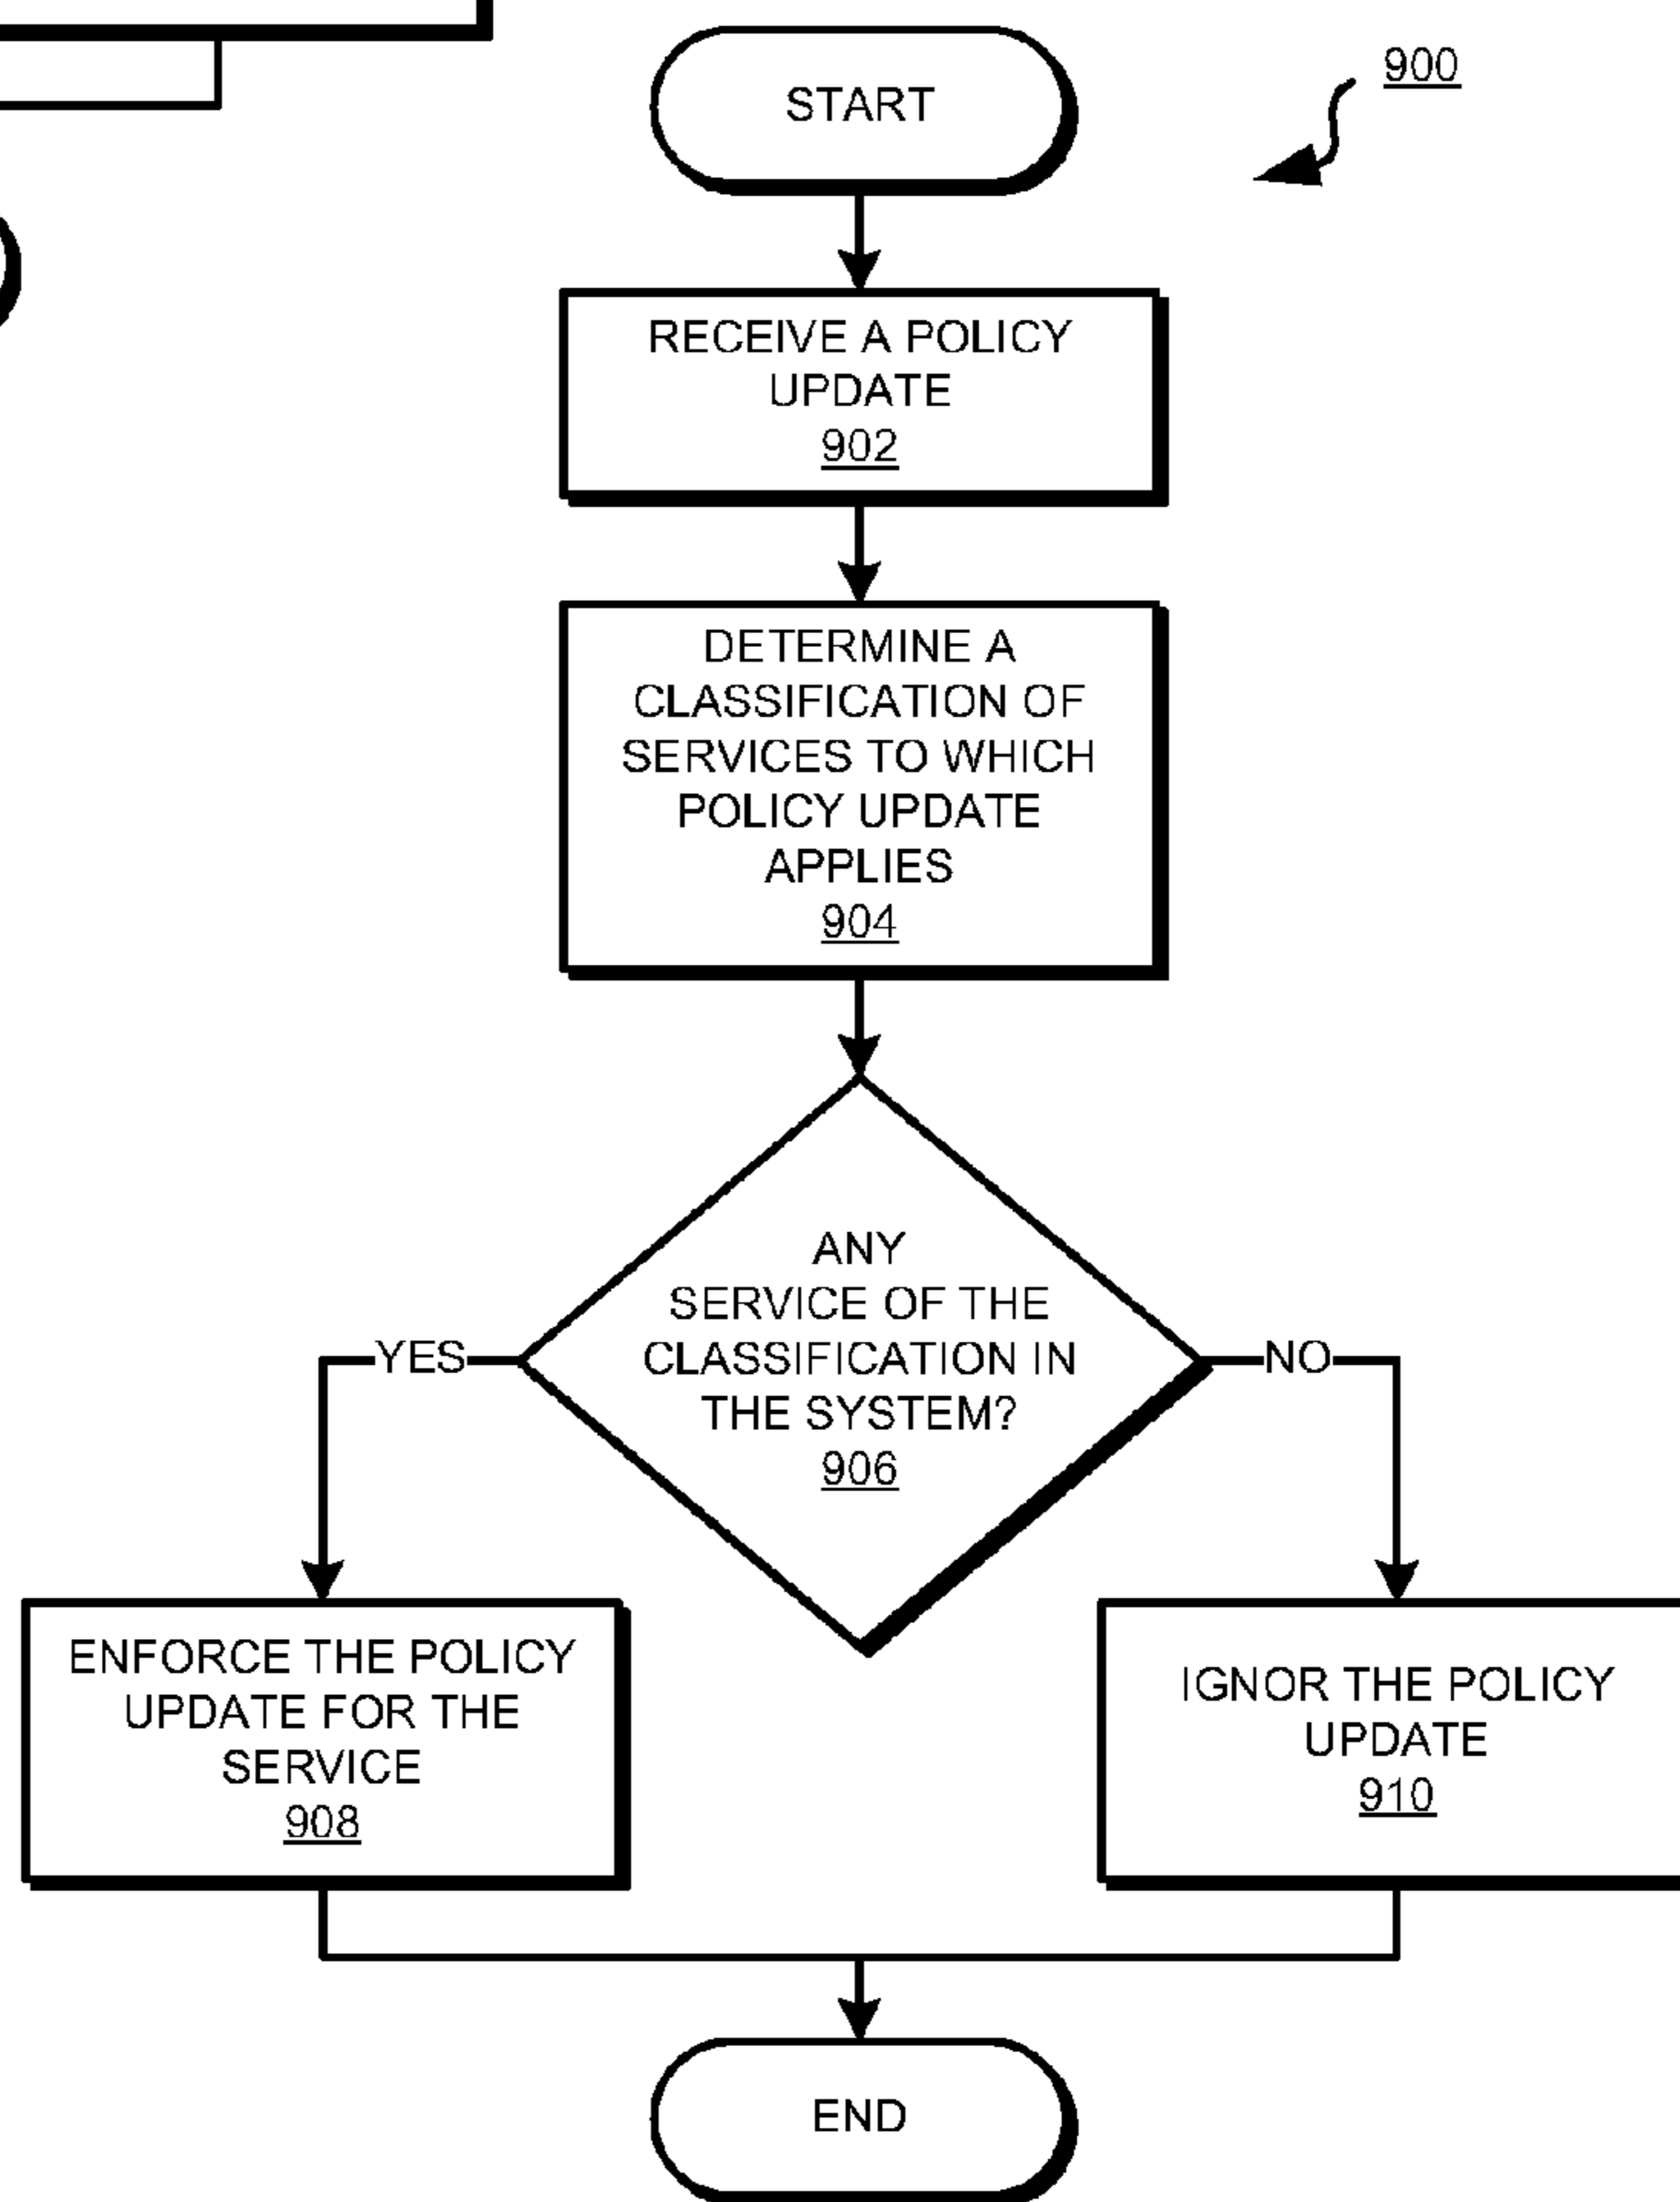 START
900
RECEIVE A POLICY
UPDATE
902
DETERMINE A
CLASSIFICATION OF
SERVICES TO WHICH
POLICY UPDATE
APPLIES
904
ANY
SERVICE OF THE
CLASSIFICATION IN
THE SYSTEM?
906
YES
NO
ENFORCE THE POLICY
UPDATE FOR THE
SERVICE
908
IGNOR THE POLICY
UPDATE
910
END